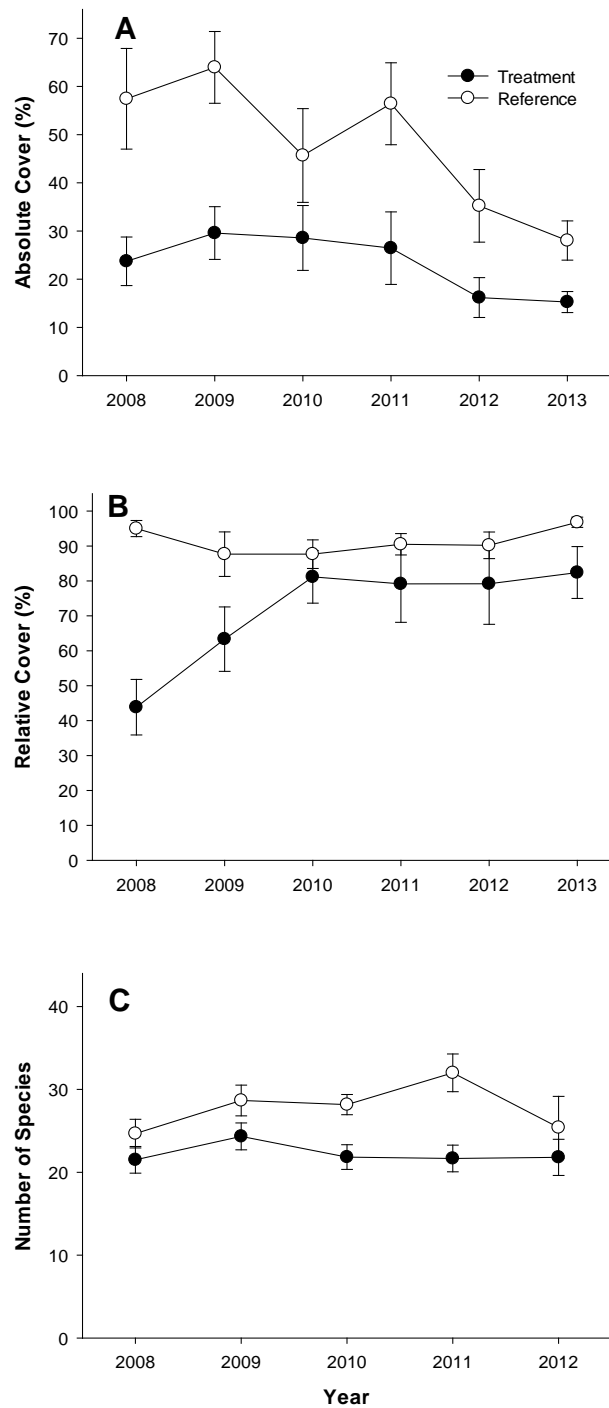 A
Absolute Cover (%)
70
60
50
40
30
20
10
0
Treatment
Reference
2008 2009 2010 2011 2012 2013
B
Relative Cover (%)
100
90
80
70
60
50
40
30
20
10
0
2008 2009 2010 2011 2012 2013
C
Number of Species
40
30
20
10
0
2008 2009 2010 2011 2012
Year